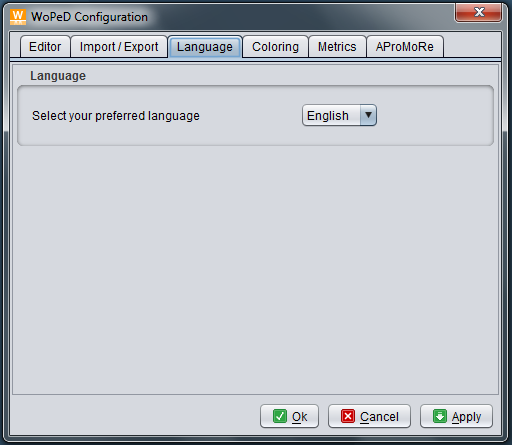 WoPeD Configuration
Editor Import / Export Language Coloring Metrics AProMoRe
Language
Select your preferred language English
Ok Cancel Apply